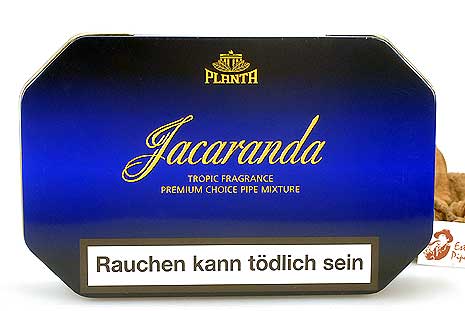 PLANTA
Jacaranda
TROPIC FRAGRANCE
PREMIUM CHOICE PIPE MIXTURE
Rauchen kann tödlich sein